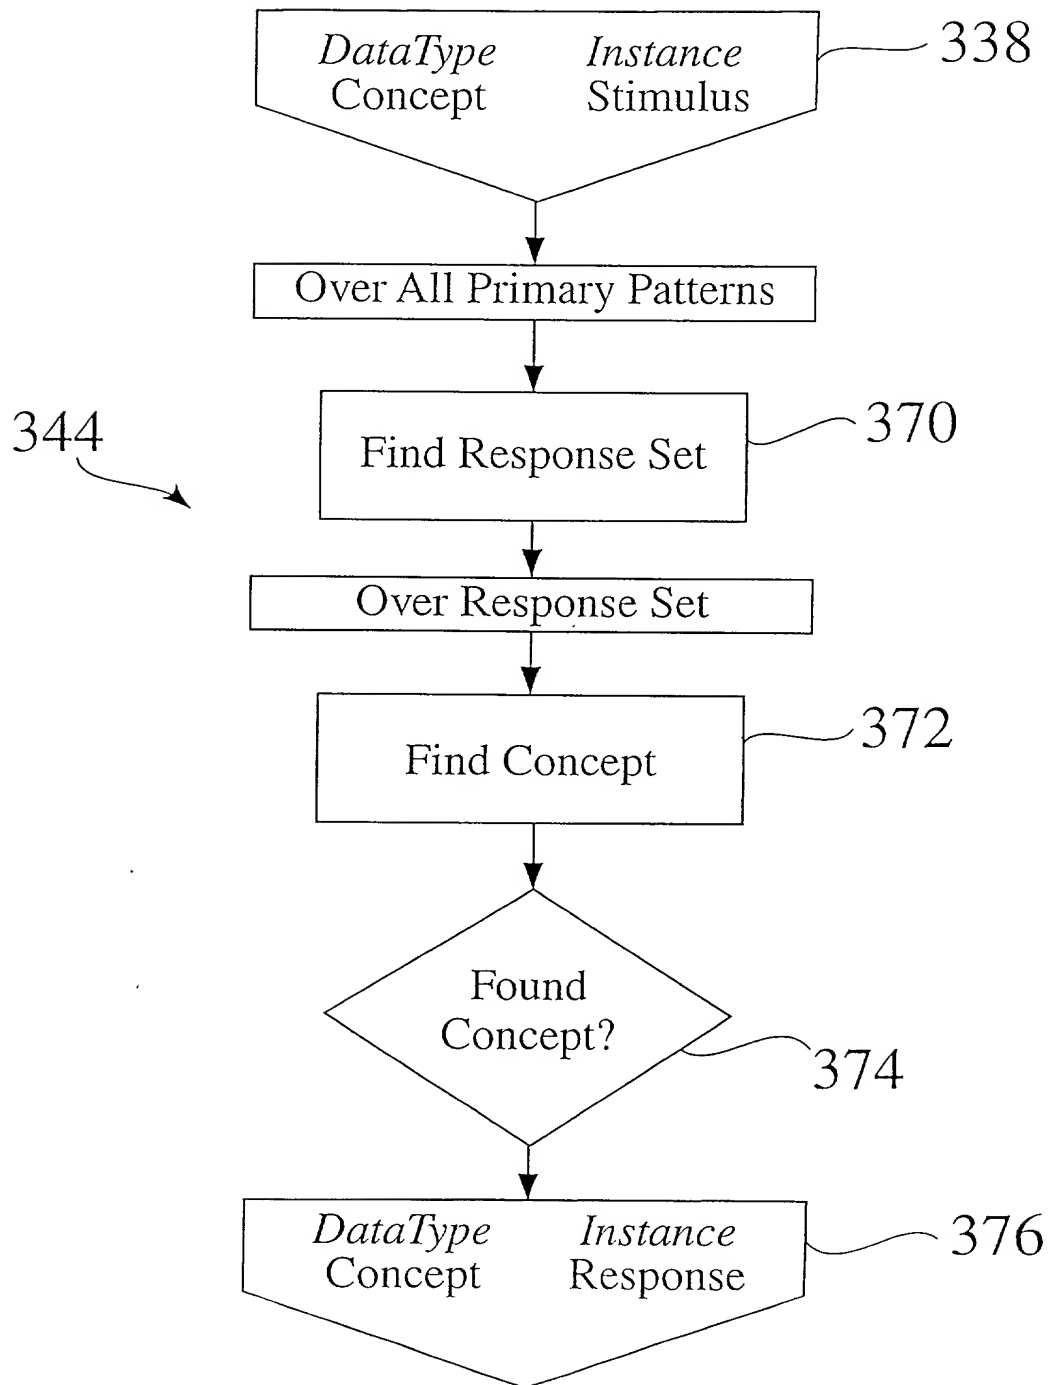 DataType Instance
Concept Stimulus
338
Over All Primary Patterns
344
370
Find Response Set
Over Response Set
372
Find Concept
Found
Concept?
374
DataType Instance
Concept Response
376